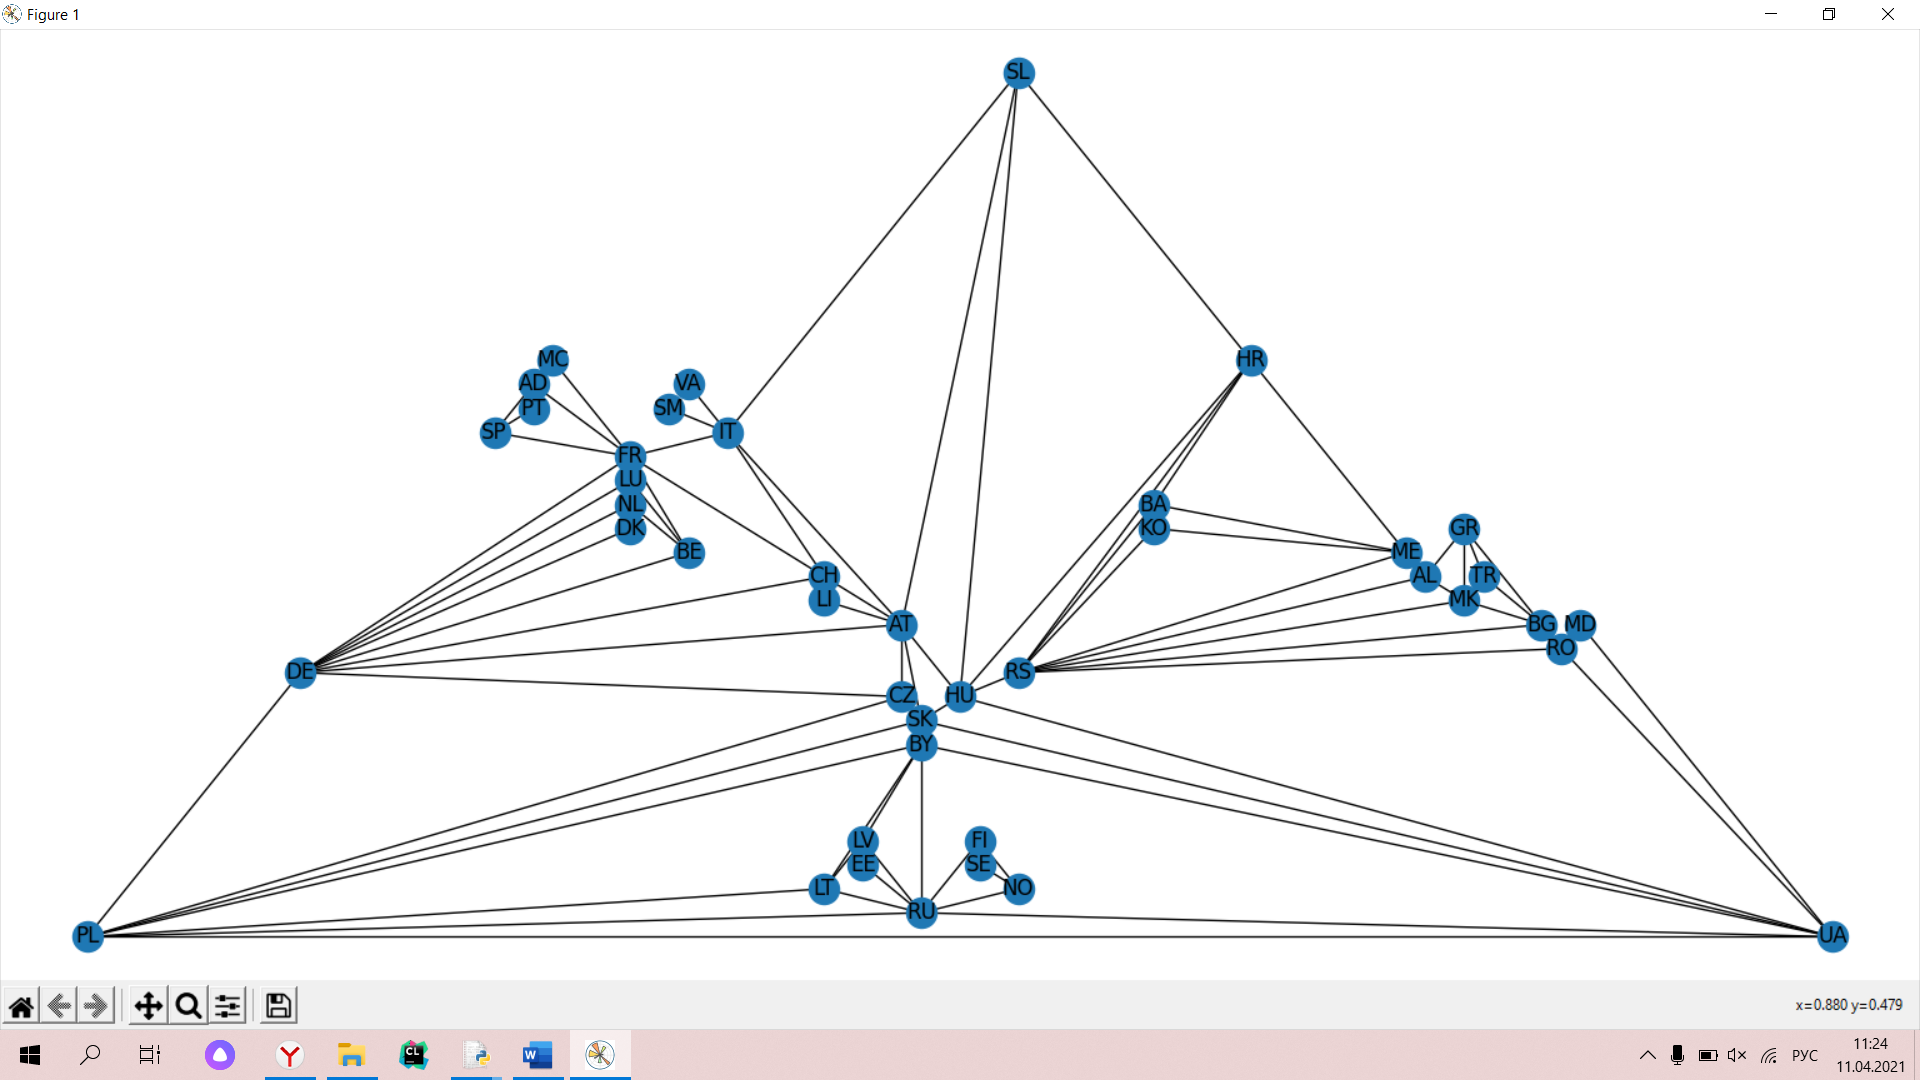 Figure 1
SL
MC
HR
AD
VA
PT
SM
SP
IT
FR
LU
NL
BA
DK
KO
GR
BE
ME
CH
AL
TR
LI
MK
AT
BG
MD
RO
DE
RS
CZ
HU
SK
BY
LV
FI
EE
SE
LT
NO
RU
PL
UA
x=0.880 y=0.479
CL
W
РУС
11:24
11.04.2021